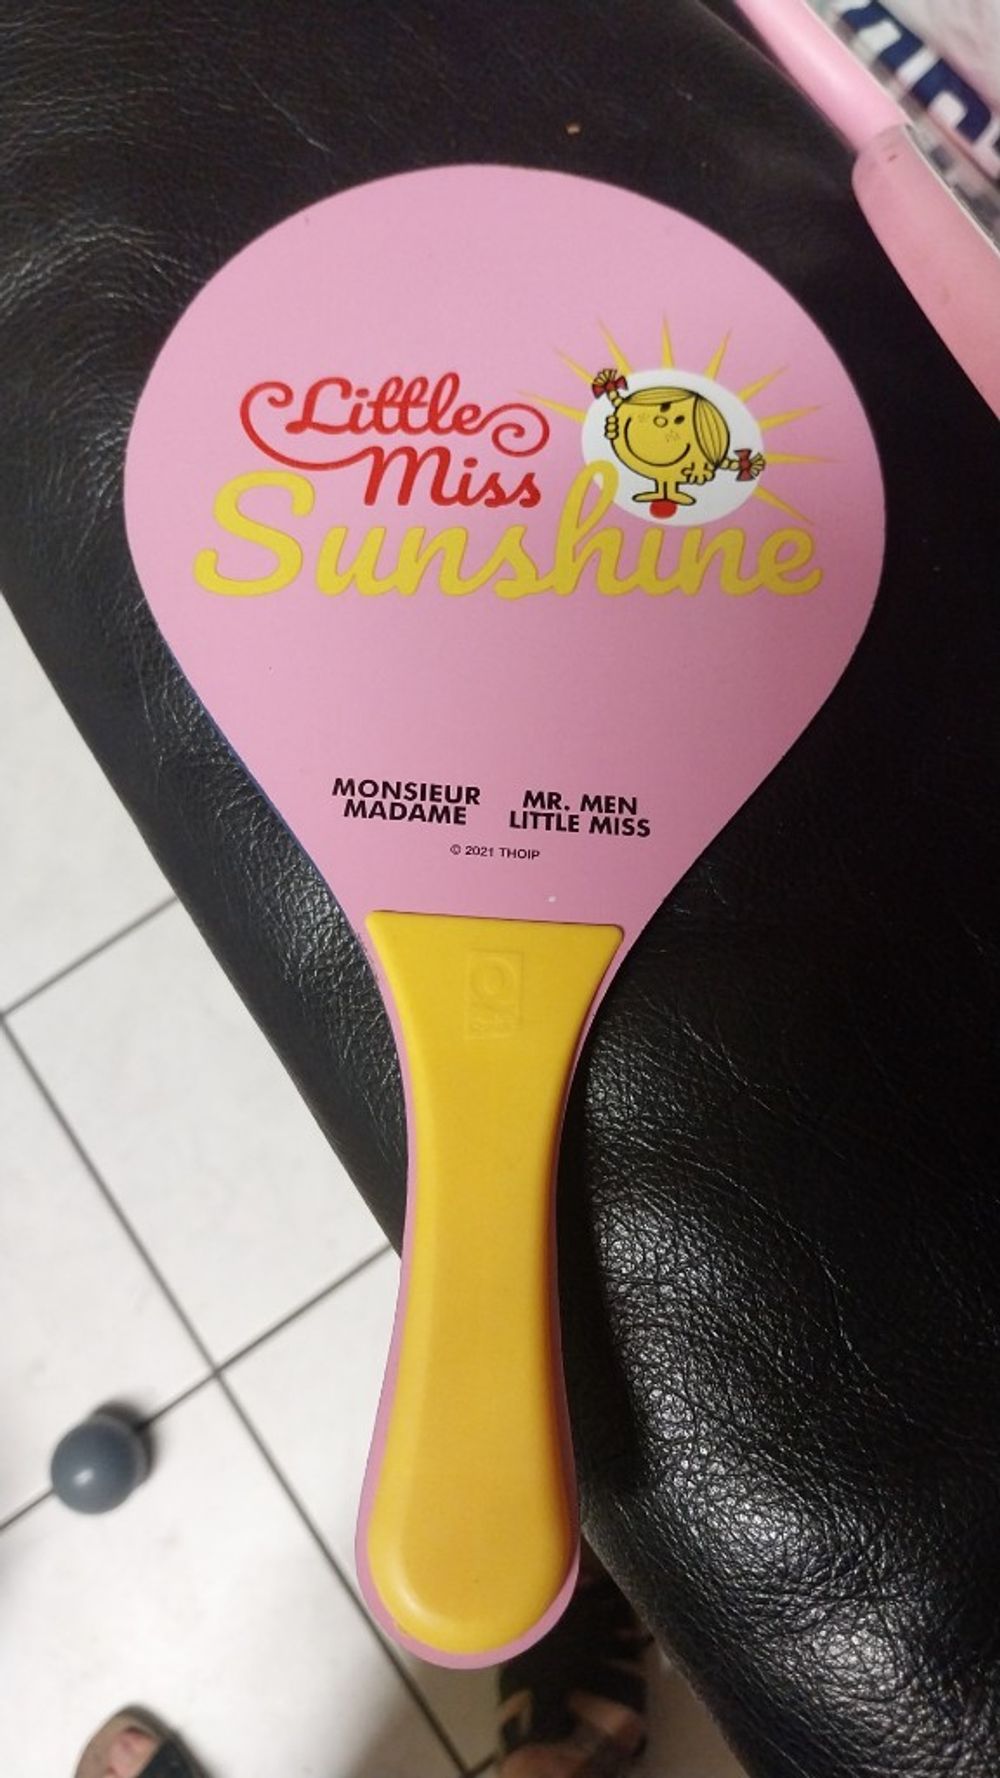 Little
Miss
Sunshine
MONSIEUR
MADAME
MR. MEN
LITTLE MISS
© 2021 THOIP